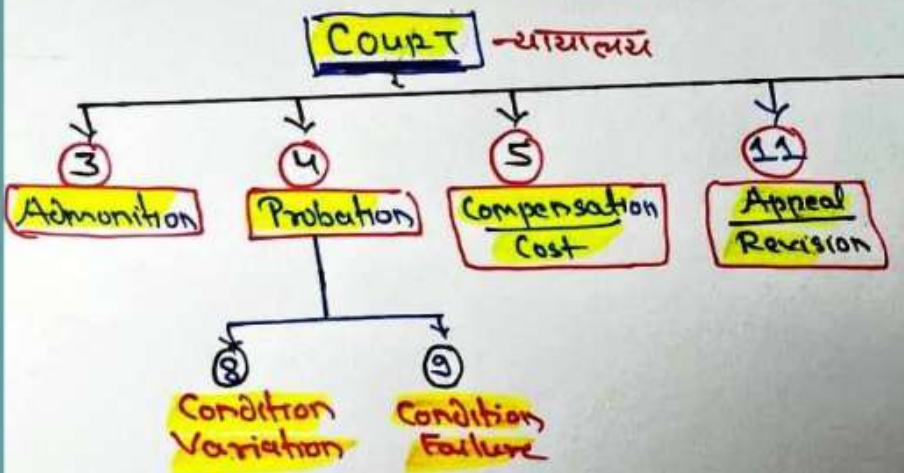 Court न्यायालय
3
Admonition
4
Probation
5
Compensation
Cost
11
Appeal
Revision
8
Condition
Variation
9
Condition
Failure